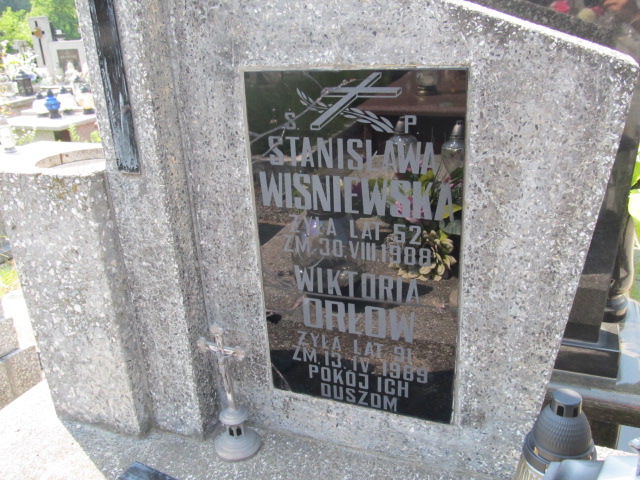 S P
STANISŁAWA
WIŚNIEWSKA
ŻYŁA LAT 62
ZM 30 VIII 1988
WIKTORIA
ORŁOW
ŻYŁA LAT 91
ZM 13 IV 1989
POKÓJ ICH
DUSZOM